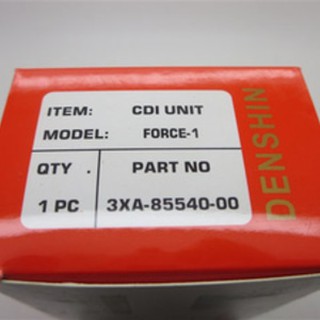 ITEM: CDI UNIT
MODEL: FORCE-1
QTY . PART NO
1 PC 3XA-85540-00
DENSHIN